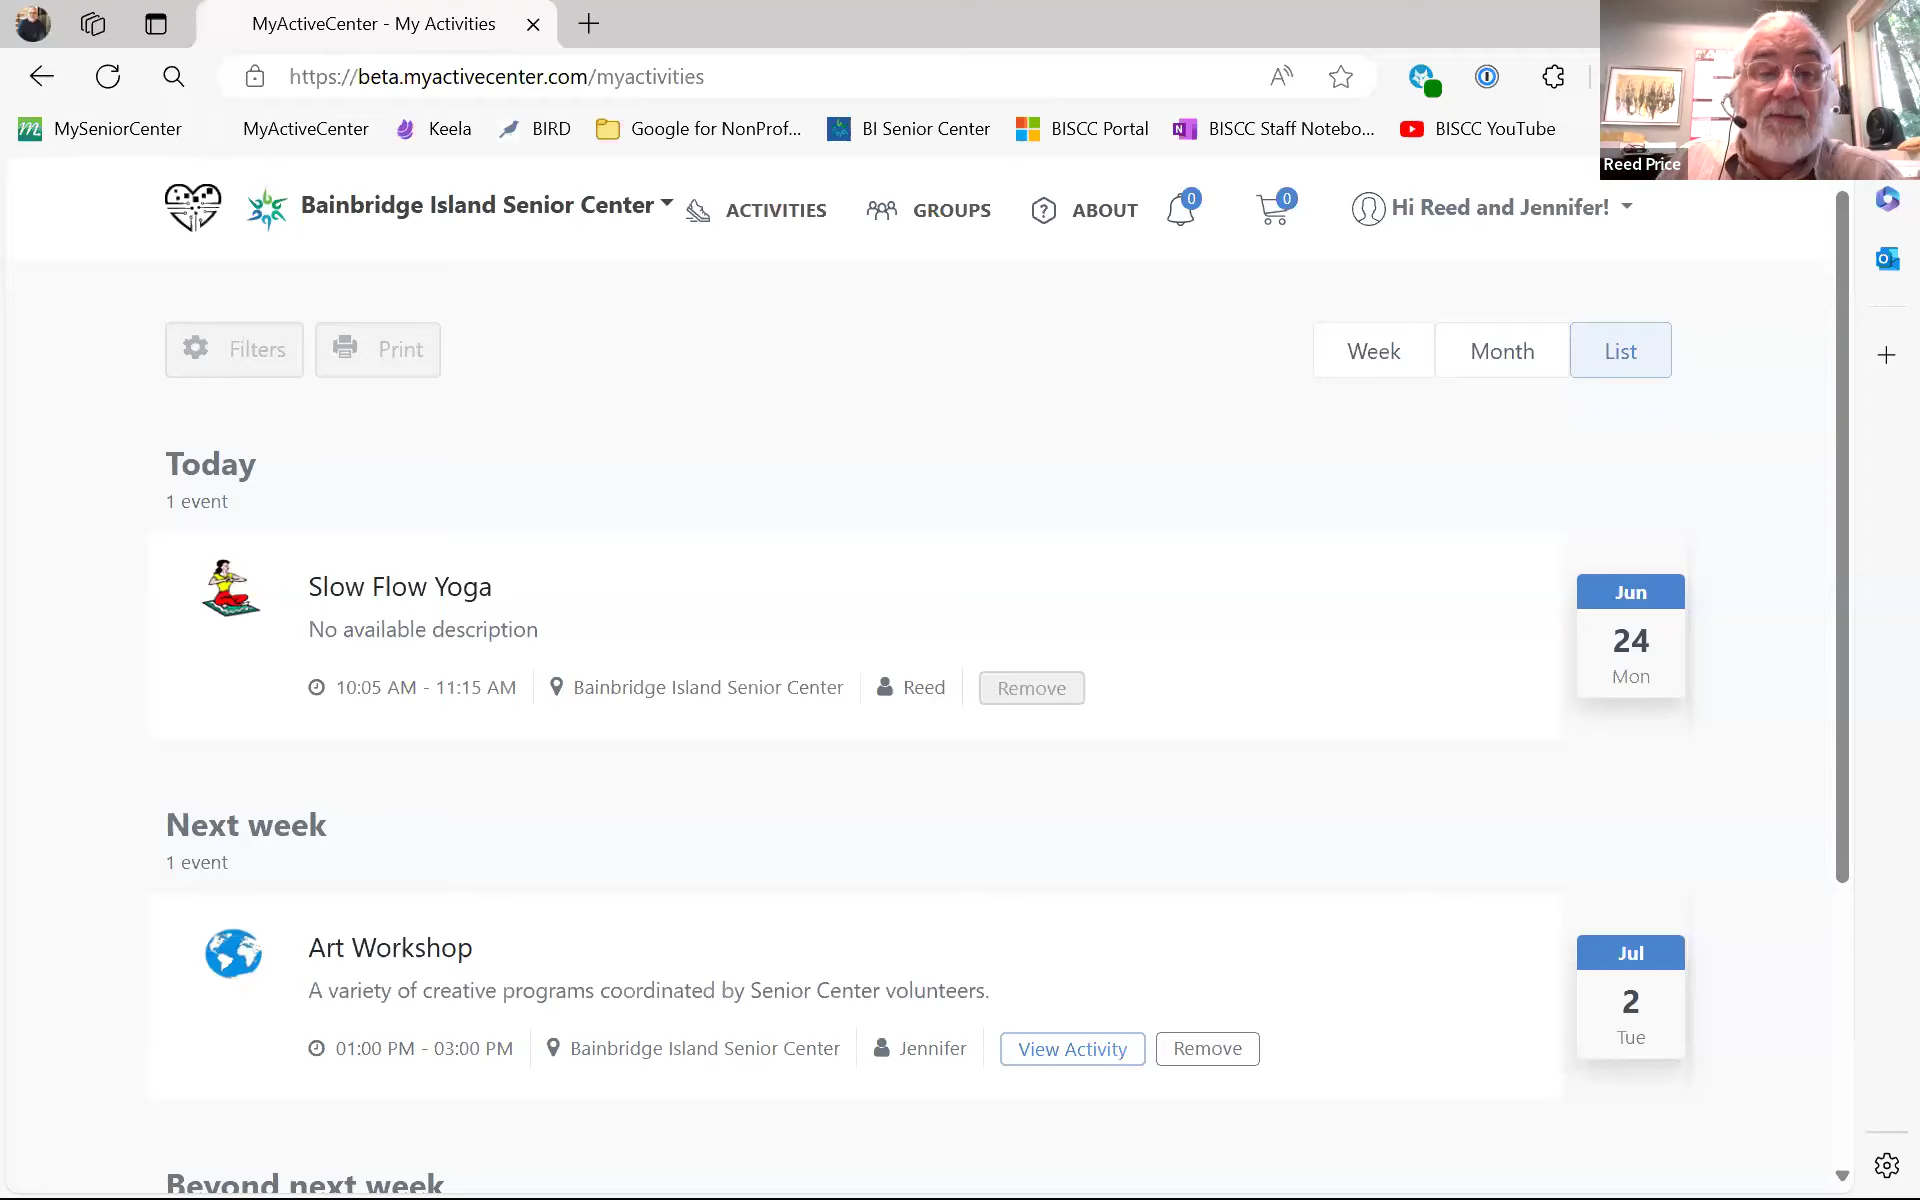 MyActiveCenter - My Activities
https://beta.myactivecenter.com/myactivities
MySeniorCenter MyActiveCenter Keela BIRD Google for NonProf... BI Senior Center BISCC Portal BISCC Staff Notebo... BISCC YouTube
Reed Price
Bainbridge Island Senior Center ACTIVITIES GROUPS ABOUT 0 0 Hi Reed and Jennifer!
Filters Print Week Month List
Today
1 event
Slow Flow Yoga
No available description
10:05 AM - 11:15 AM Bainbridge Island Senior Center Reed Remove
Jun
24
Mon
Next week
1 event
Art Workshop
A variety of creative programs coordinated by Senior Center volunteers.
01:00 PM - 03:00 PM Bainbridge Island Senior Center Jennifer View Activity Remove
Jul
2
Tue
Beyond next week